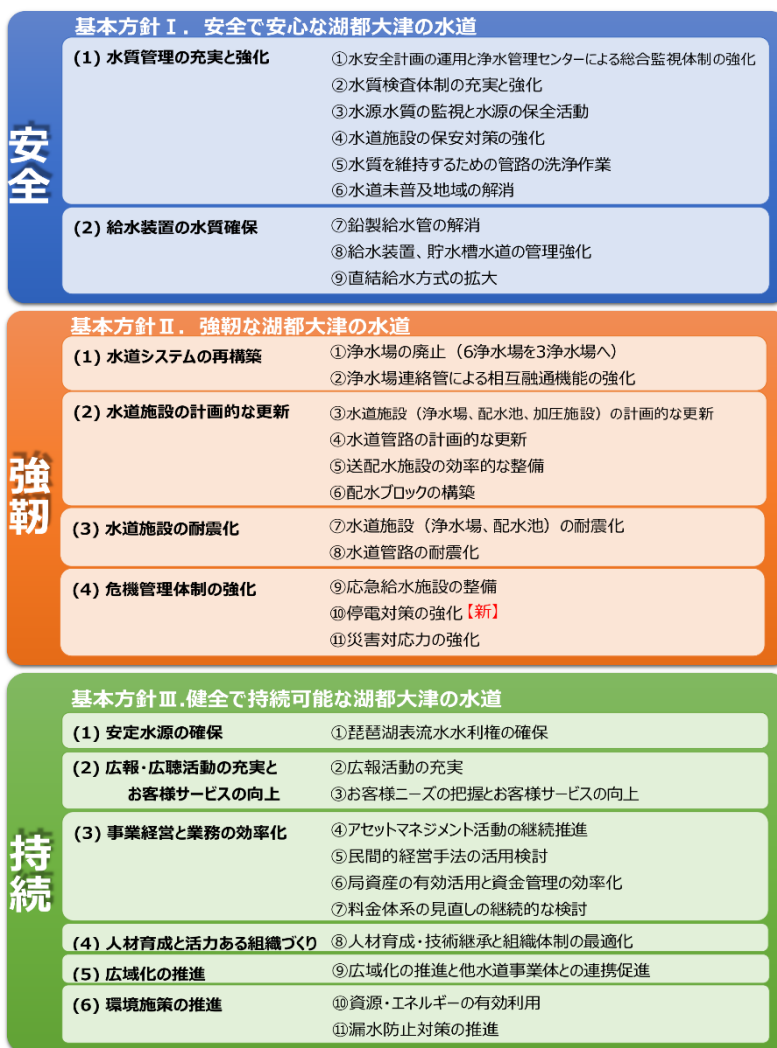 基本方針Ⅰ．安全で安心な湖都大津の水道
安全
(1) 水質管理の充実と強化
①水安全計画の運用と浄水管理センターによる総合監視体制の強化
②水質検査体制の充実と強化
③水源水質の監視と水源の保全活動
④水道施設の保安対策の強化
⑤水質を維持するための管路の洗浄作業
⑥水道未普及地域の解消
(2) 給水装置の水質確保
⑦鉛製給水管の解消
⑧給水装置、貯水槽水道の管理強化
⑨直結給水方式の拡大
基本方針Ⅱ．強靭な湖都大津の水道
強靭
(1) 水道システムの再構築
①浄水場の廃止（6浄水場を3浄水場へ）
②浄水場連絡管による相互融通機能の強化
(2) 水道施設の計画的な更新
③水道施設（浄水場、配水池、加圧施設）の計画的な更新
④水道管路の計画的な更新
⑤送配水施設の効率的な整備
⑥配水ブロックの構築
(3) 水道施設の耐震化
⑦水道施設（浄水場、配水池）の耐震化
⑧水道管路の耐震化
(4) 危機管理体制の強化
⑨応急給水施設の整備
⑩停電対策の強化【新】
⑪災害対応力の強化
基本方針Ⅲ.健全で持続可能な湖都大津の水道
持続
(1) 安定水源の確保
①琵琶湖表流水水利権の確保
(2) 広報・広聴活動の充実と
お客様サービスの向上
②広報活動の充実
③お客様ニーズの把握とお客様サービスの向上
(3) 事業経営と業務の効率化
④アセットマネジメント活動の継続推進
⑤民間的経営手法の活用検討
⑥局資産の有効活用と資金管理の効率化
⑦料金体系の見直しの継続的な検討
(4) 人材育成と活力ある組織づくり
⑧人材育成・技術継承と組織体制の最適化
(5) 広域化の推進
⑨広域化の推進と他水道事業体との連携促進
(6) 環境施策の推進
⑩資源・エネルギーの有効利用
⑪漏水防止対策の推進